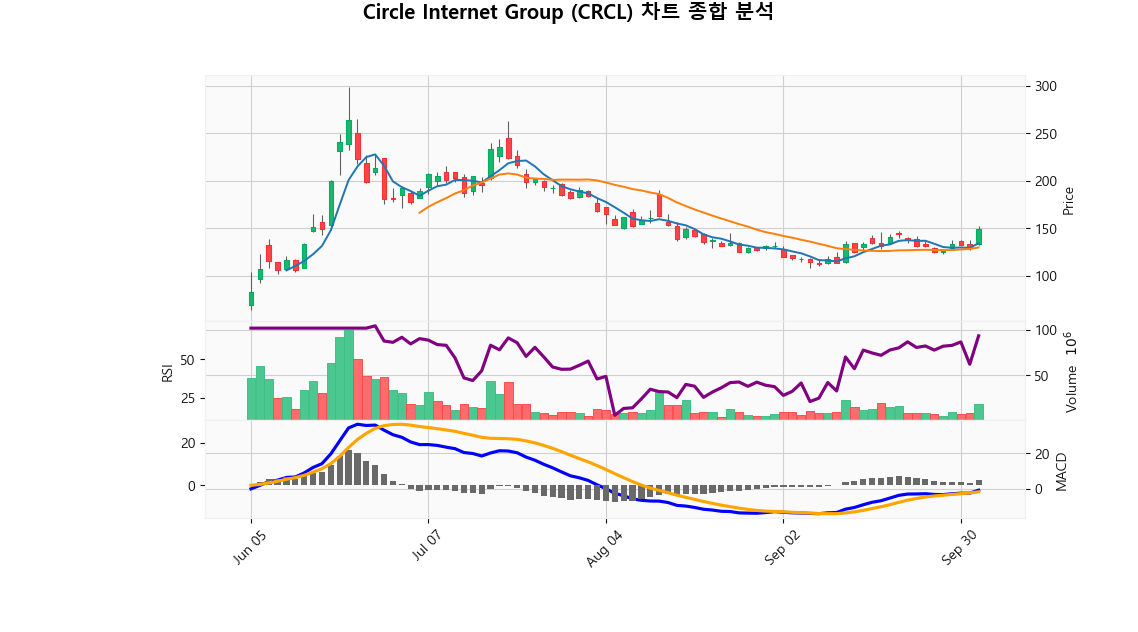 Circle Internet Group (CRCL) 차트 종합 분석
300
250
200
150
100
Price
100
50
Volume 10^6
50
25
RSI
20
0
20
0
MACD
Jun 05
Jul 07
Aug 04
Sep 02
Sep 30